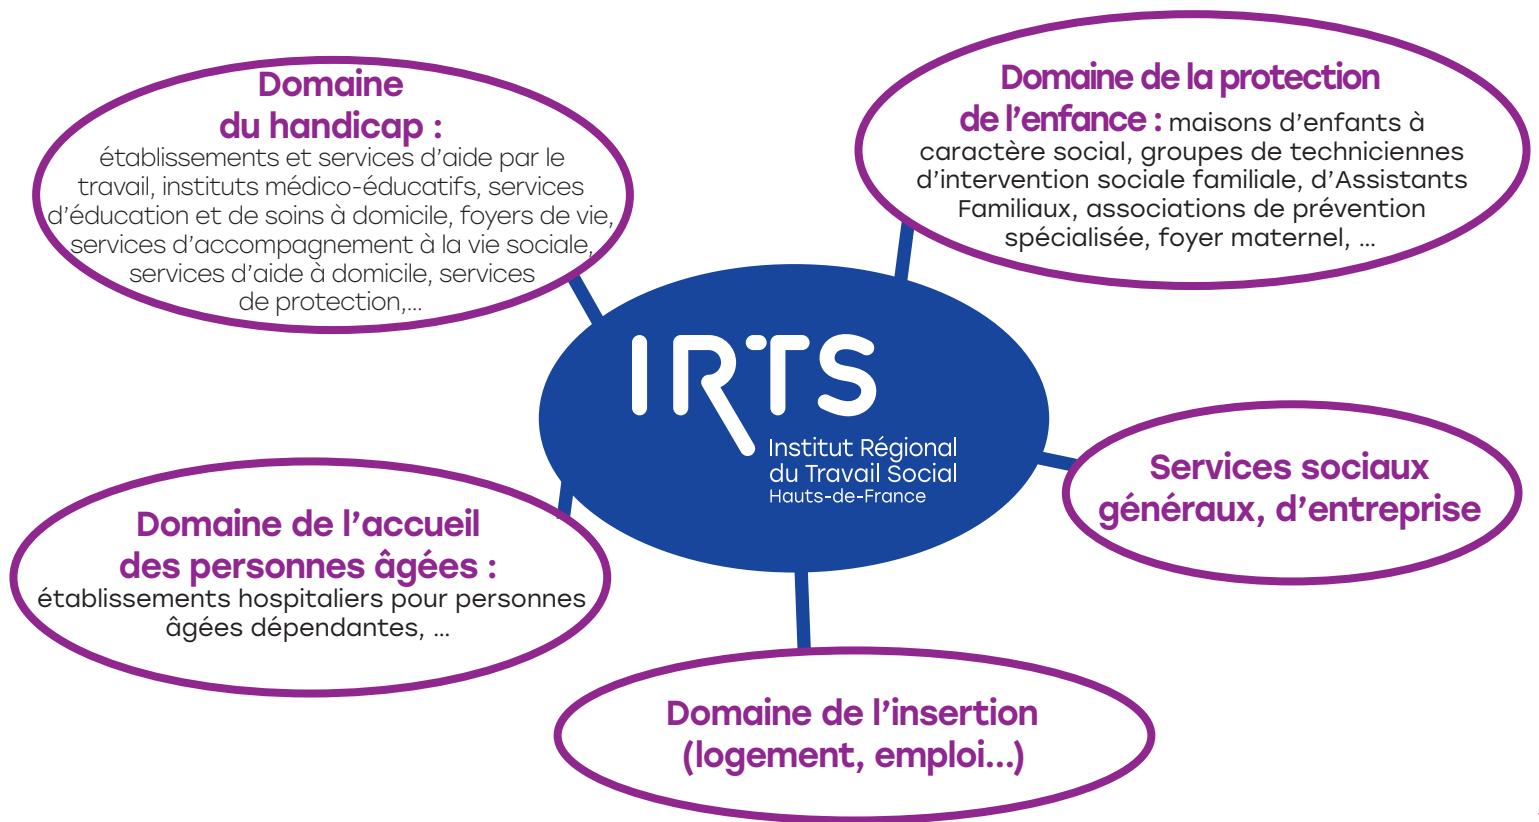 Domaine
du handicap :
établissements et services d'aide par le
travail, instituts médico-éducatifs, services
d'éducation et de soins à domicile, foyers de vie,
services d'accompagnement à la vie sociale,
services d'aide à domicile, services
de protection,...
Domaine de la protection
de l'enfance : maisons d'enfants à
caractère social, groupes de techniciennes
d'intervention sociale familiale, d'Assistants
Familiaux, associations de prévention
spécialisée, foyer maternel, ...
IRTS
Institut Régional
du Travail Social
Hauts-de-France
Services sociaux
généraux, d'entreprise
Domaine de l'accueil
des personnes âgées :
établissements hospitaliers pour personnes
âgées dépendantes, ...
Domaine de l'insertion
(logement, emploi...)